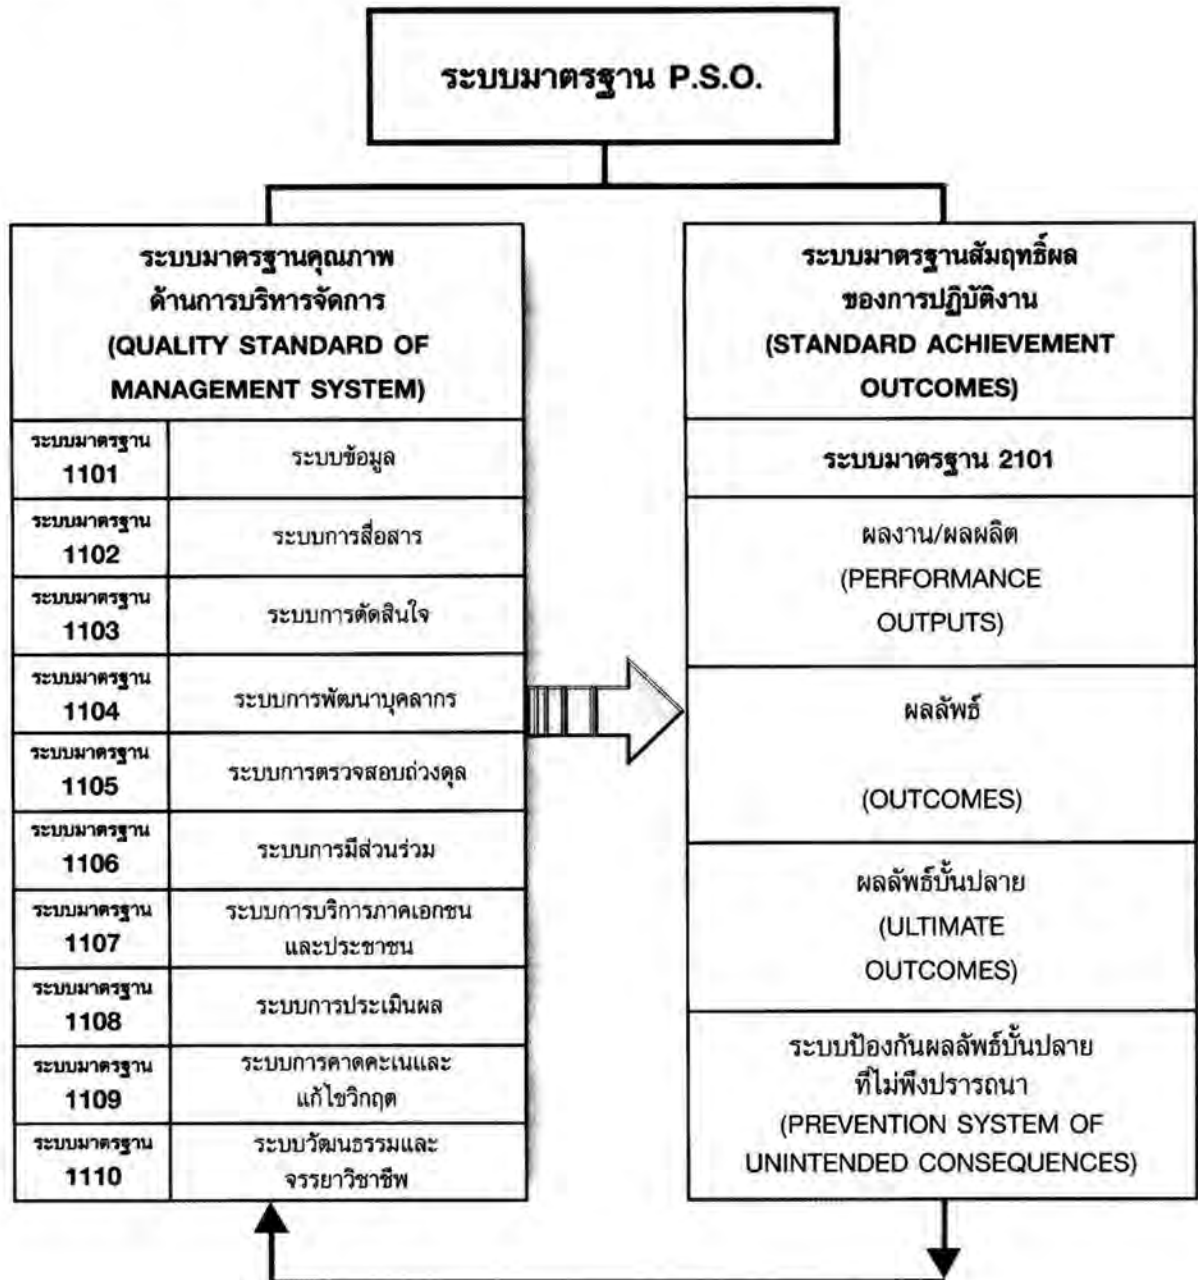 ระบบมาตรฐาน P.S.O.
ระบบมาตรฐานคุณภาพ
ด้านการบริหารจัดการ
(QUALITY STANDARD OF
MANAGEMENT SYSTEM)
ระบบมาตรฐาน
1101
ระบบข้อมูล
ระบบมาตรฐาน
1102
ระบบการสื่อสาร
ระบบมาตรฐาน
1103
ระบบการตัดสินใจ
ระบบมาตรฐาน
1104
ระบบการพัฒนาบุคลากร
ระบบมาตรฐาน
1105
ระบบการตรวจสอบถ่วงดุล
ระบบมาตรฐาน
1106
ระบบการมีส่วนร่วม
ระบบมาตรฐาน
1107
ระบบการบริการภาคเอกชน
และประชาชน
ระบบมาตรฐาน
1108
ระบบการประเมินผล
ระบบมาตรฐาน
1109
ระบบการคาดคะเนและ
แก้ไขวิกฤต
ระบบมาตรฐาน
1110
ระบบวัฒนธรรมและ
จรรยาวิชาชีพ
ระบบมาตรฐานสัมฤทธิ์ผล
ของการปฏิบัติงาน
(STANDARD ACHIEVEMENT
OUTCOMES)
ระบบมาตรฐาน 2101
ผลงาน/ผลผลิต
(PERFORMANCE
OUTPUTS)
ผลลัพธ์
(OUTCOMES)
ผลลัพธ์บั้นปลาย
(ULTIMATE
OUTCOMES)
ระบบป้องกันผลลัพธ์บั้นปลาย
ที่ไม่พึงปรารถนา
(PREVENTION SYSTEM OF
UNINTENDED CONSEQUENCES)